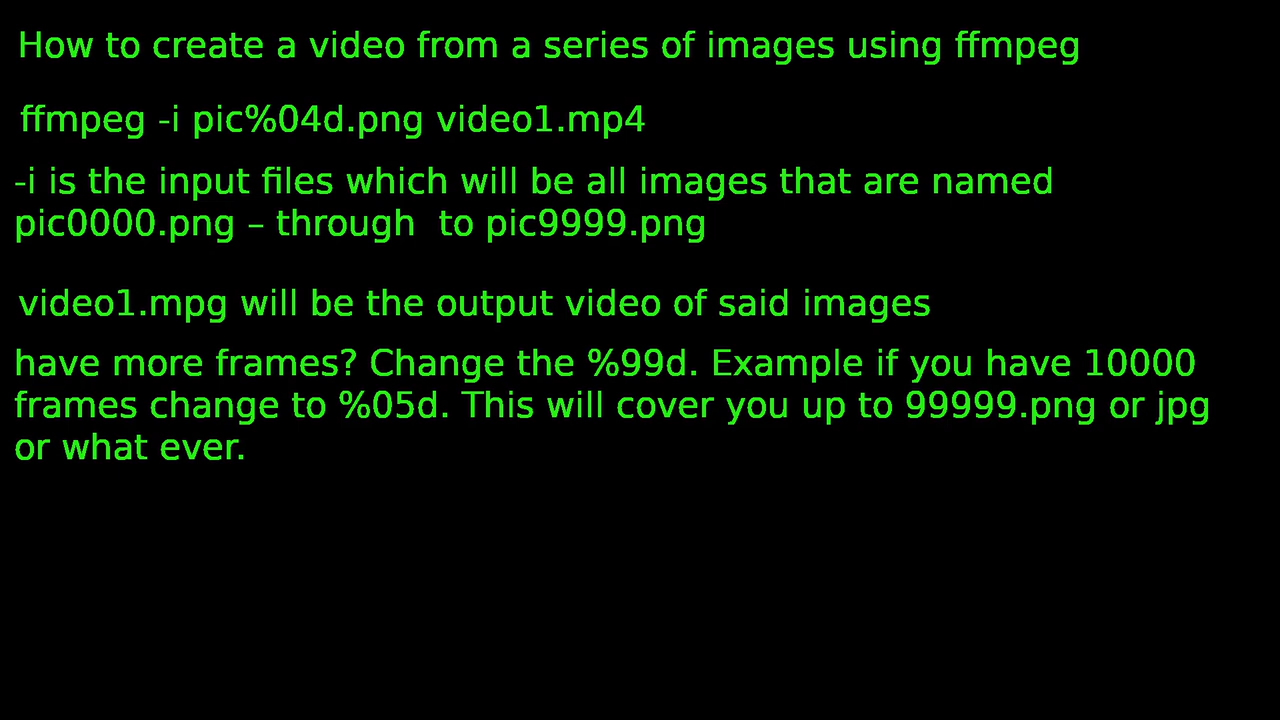 How to create a video from a series of images using ffmpeg
ffmpeg -i pic%04d.png video1.mp4
-i is the input files which will be all images that are named
pic0000.png – through  to pic9999.png
video1.mpg will be the output video of said images
have more frames? Change the %99d. Example if you have 10000
frames change to %05d. This will cover you up to 99999.png or jpg
or what ever.